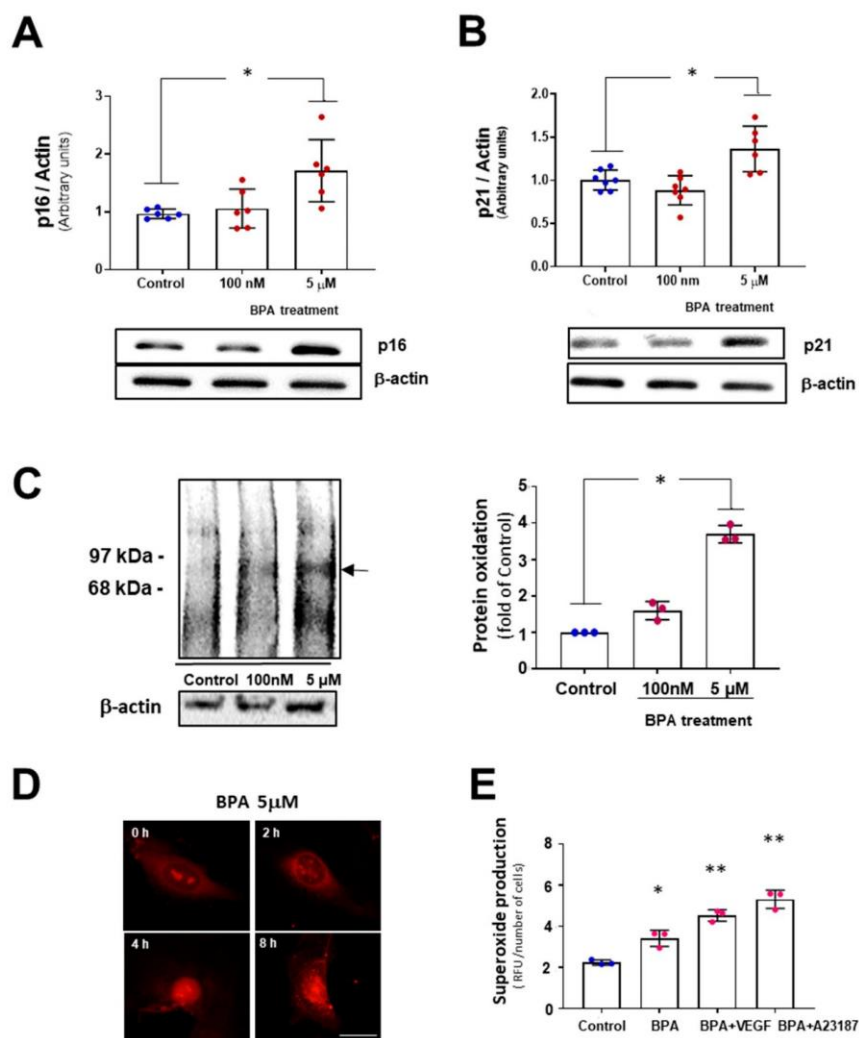 A
p16 / Actin
(Arbitrary units)
3
2
1
0
*
Control 100 nM 5 µM
BPA treatment
p16
β-actin
B
p21 / Actin
(Arbitrary units)
2.0
1.5
1.0
0.5
0.0
*
Control 100 nm 5 µM
BPA treatment
p21
β-actin
C
97 kDa -
68 kDa -
Control 100nM 5 µM
β-actin
Protein oxidation
(fold of Control)
5
4
3
2
1
0
*
Control 100nM 5 µM
BPA treatment
D
BPA 5µM
0 h 2 h
4 h 8 h
E
Superoxide production
( RFU/number of cells)
8
6
4
2
0
* ** **
Control BPA BPA+VEGF BPA+A23187